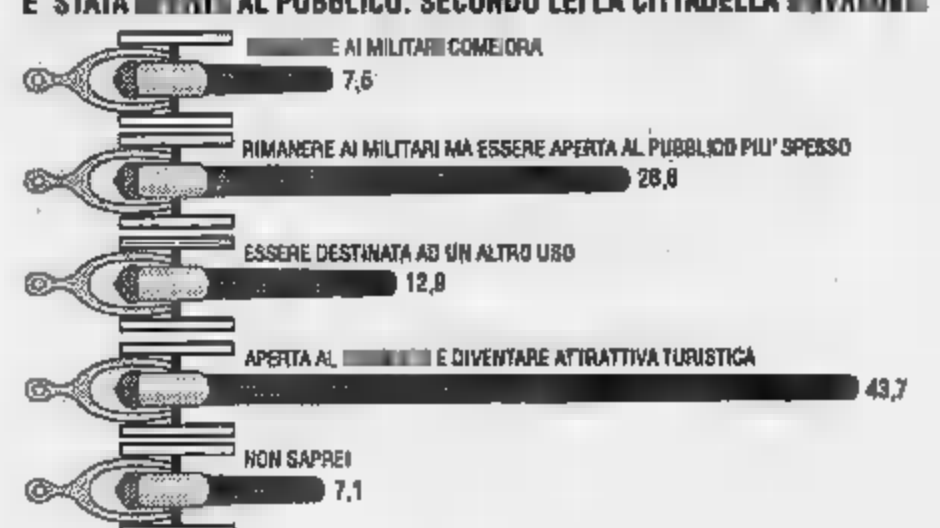 E' STATA AL PUBBLICO. SECONDO LEI LA CITTADELLA
AI MILITARI COME ORA
7,6
RIMANERE AI MILITARI MA ESSERE APERTA AL PUBBLICO PIU' SPESSO
28,8
ESSERE DESTINATA AD UN ALTRO USO
12,9
APERTA AL E DIVENTARE ATTRATTIVA TURISTICA
43,7
NON SAPREI
7,1